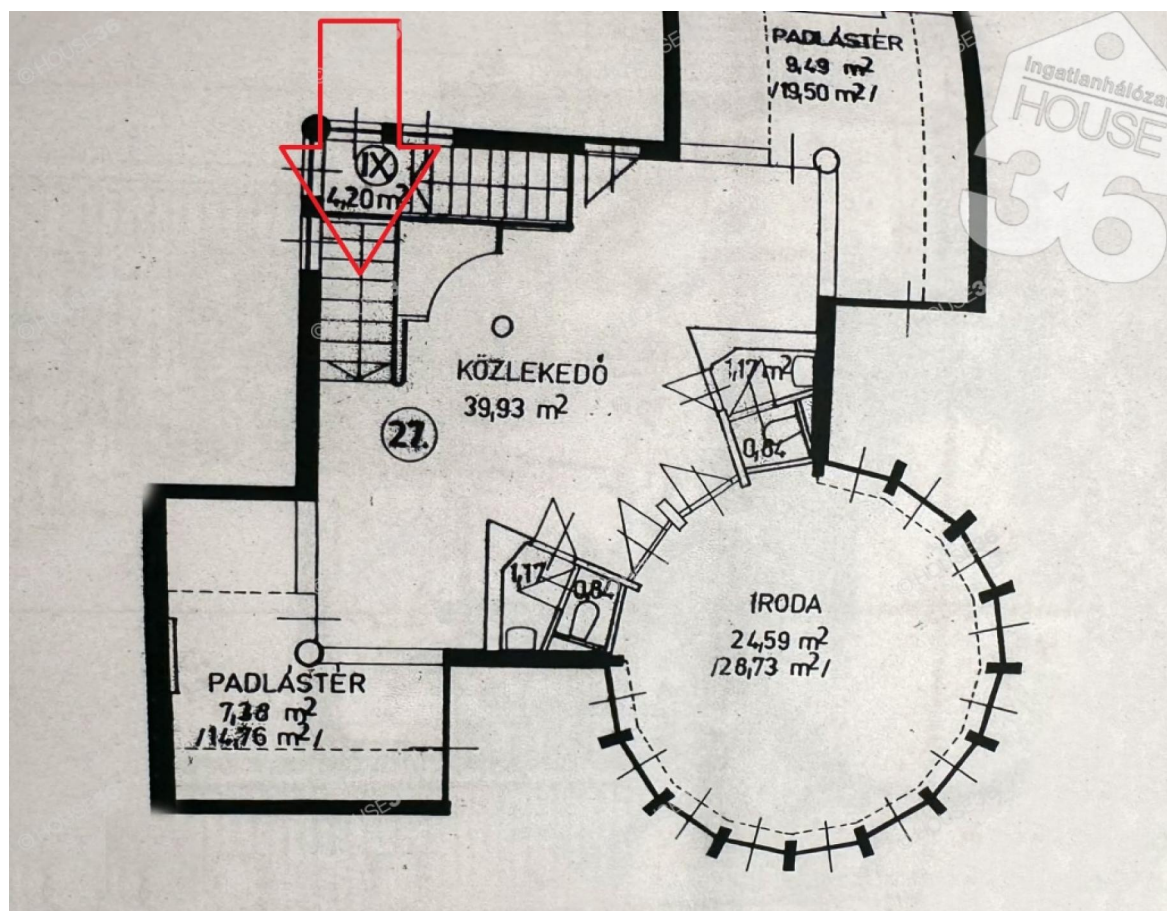 PADLÁSTÉR
9,49 m²
/19,50 m²/
Ingatlanhálózat
HOUSE
36
IX
4,20 m²
1,17 m²
KÖZLEKEDŐ
39,93 m²
27.
0,84
1,17
0,84
IRODA
24,59 m²
/28,73 m²/
PADLÁSTÉR
7,38 m²
/14,76 m²/